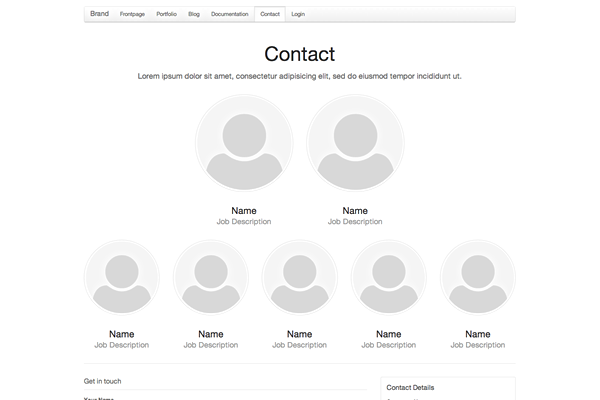 Brand Frontpage Portfolio Blog Documentation Contact Login
Contact
Lorem ipsum dolor sit amet, consectetur adipisicing elit, sed do eiusmod tempor incididunt ut.
Name Name
Job Description Job Description
Name Name Name Name Name
Job Description Job Description Job Description Job Description Job Description
Get in touch
Contact Details
Your Name